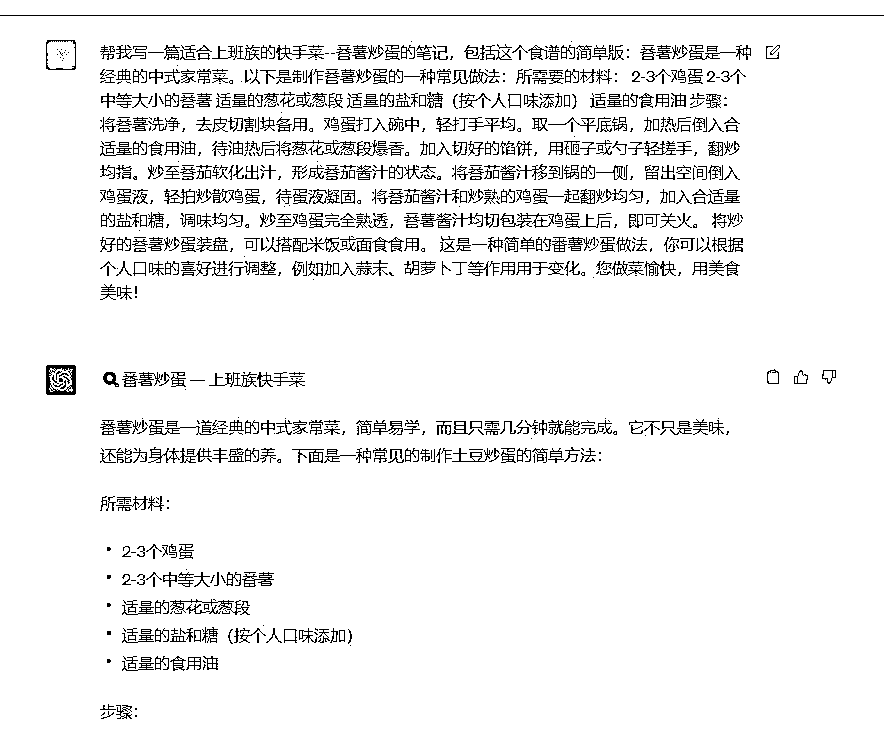 帮我写一篇适合上班族的快手菜--番薯炒蛋的笔记，包括这个食谱的简单版：番薯炒蛋是一种
经典的中式家常菜。以下是制作番薯炒蛋的一种常见做法：所需要的材料： 2-3个鸡蛋 2-3个
中等大小的番薯 适量的葱花或葱段 适量的盐和糖（按个人口味添加） 适量的食用油 步骤：
将番薯洗净，去皮切割块备用。鸡蛋打入碗中，轻打手平均。取一个平底锅，加热后倒入合
适量的食用油，待油热后将葱花或葱段爆香。加入切好的馅饼，用砸子或勺子轻搓手，翻炒
均指。炒至番茄软化出汁，形成番茄酱汁的状态。将番茄酱汁移到锅的一侧，留出空间倒入
鸡蛋液，轻拍炒散鸡蛋，待蛋液凝固。将番茄酱汁和炒熟的鸡蛋一起翻炒均匀，加入合适量
的盐和糖，调味均匀。炒至鸡蛋完全熟透，番薯酱汁均切包装在鸡蛋上后，即可关火。 将炒
好的番薯炒蛋装盘，可以搭配米饭或面食食用。 这是一种简单的番薯炒蛋做法，你可以根据
个人口味的喜好进行调整，例如加入蒜末、胡萝卜丁等作用用于变化。您做菜愉快，用美食
美味！
番薯炒蛋 — 上班族快手菜
番薯炒蛋是一道经典的中式家常菜，简单易学，而且只需几分钟就能完成。它不只是美味，
还能为身体提供丰盛的养。下面是一种常见的制作土豆炒蛋的简单方法：
所需材料：
• 2-3个鸡蛋
• 2-3个中等大小的番薯
• 适量的葱花或葱段
• 适量的盐和糖（按个人口味添加）
• 适量的食用油
步骤：